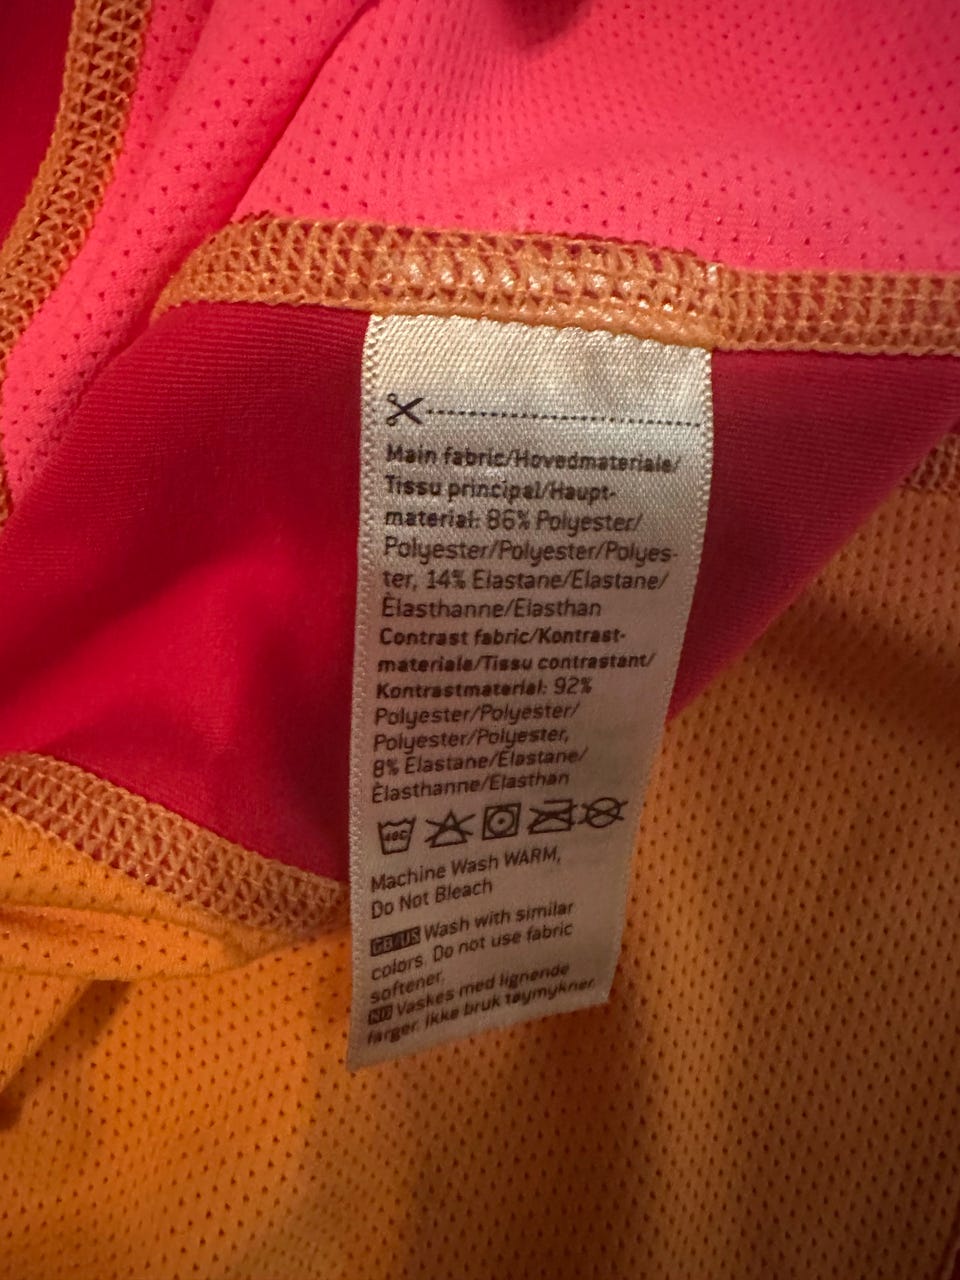 Main fabric/Hovedmateriale/
Tissu principal/Haupt-
material: 86% Polyester/
Polyester/Polyester/Polyes-
ter, 14% Elastane/Elastane/
Èlasthanne/Elasthan
Contrast fabric/Kontrast-
materiale/Tissu contrastant/
Kontrastmaterial: 92%
Polyester/Polyester/
Polyester/Polyester,
8% Elastane/Elastane/
Èlasthanne/Elasthan
40C
Machine Wash WARM,
Do Not Bleach
GB/US Wash with similar
colors. Do not use fabric
softener.
NO Vaskes med lignende
farger. Ikke bruk tøymykner.